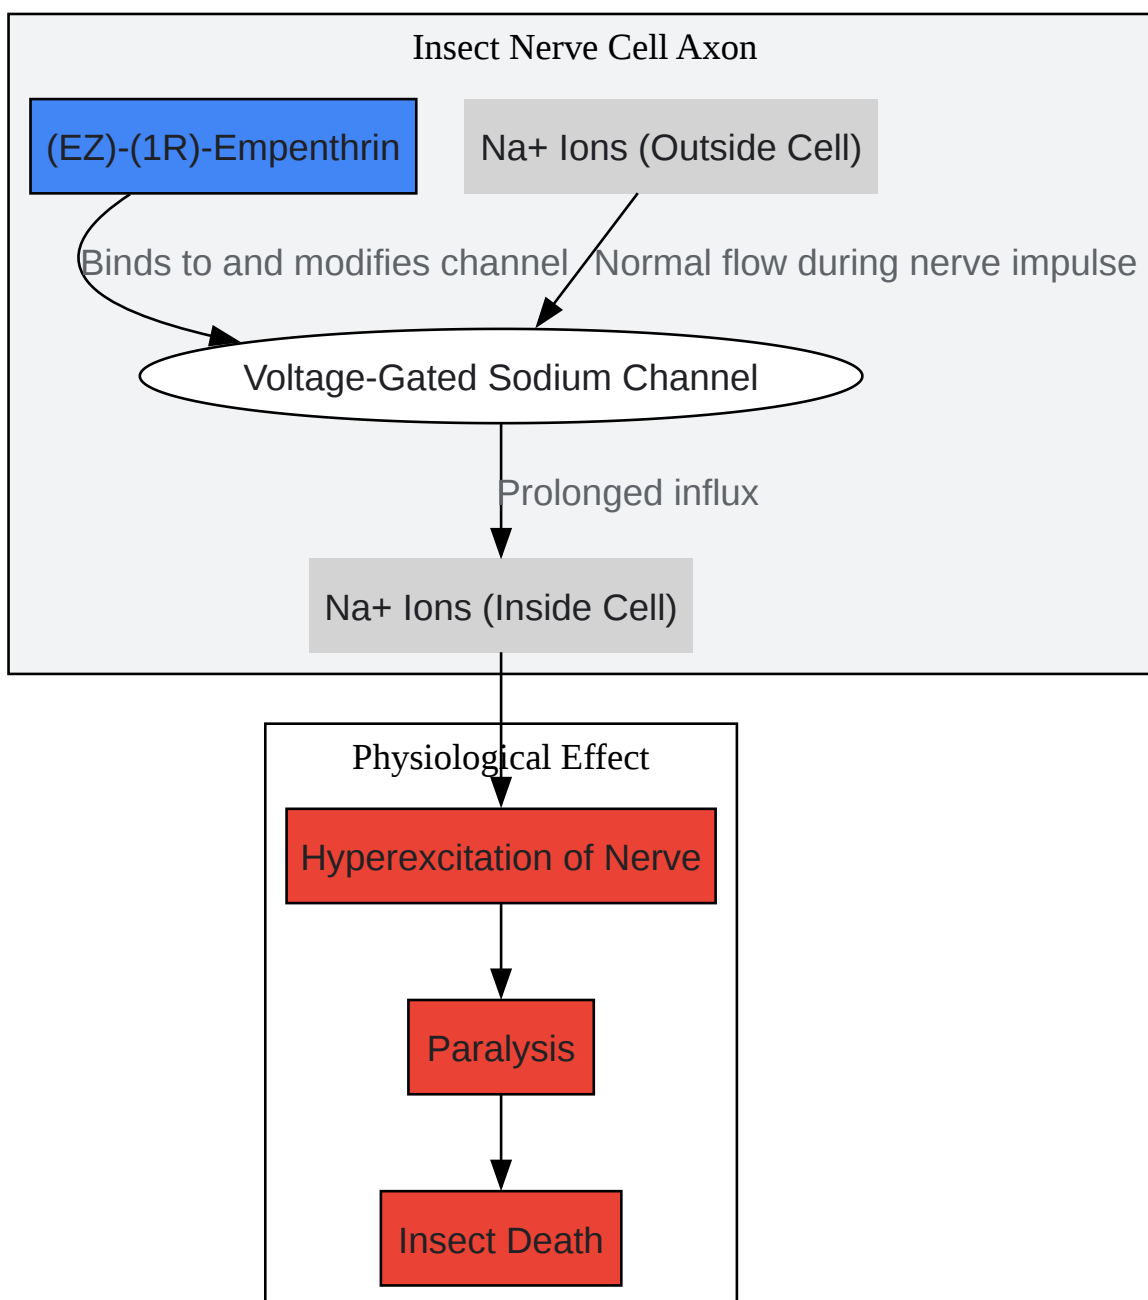 Insect Nerve Cell Axon
(EZ)-(1R)-Empenthrin
Na+ Ions (Outside Cell)
Binds to and modifies channel
Normal flow during nerve impulse
Voltage-Gated Sodium Channel
Prolonged influx
Na+ Ions (Inside Cell)
Physiological Effect
Hyperexcitation of Nerve
Paralysis
Insect Death